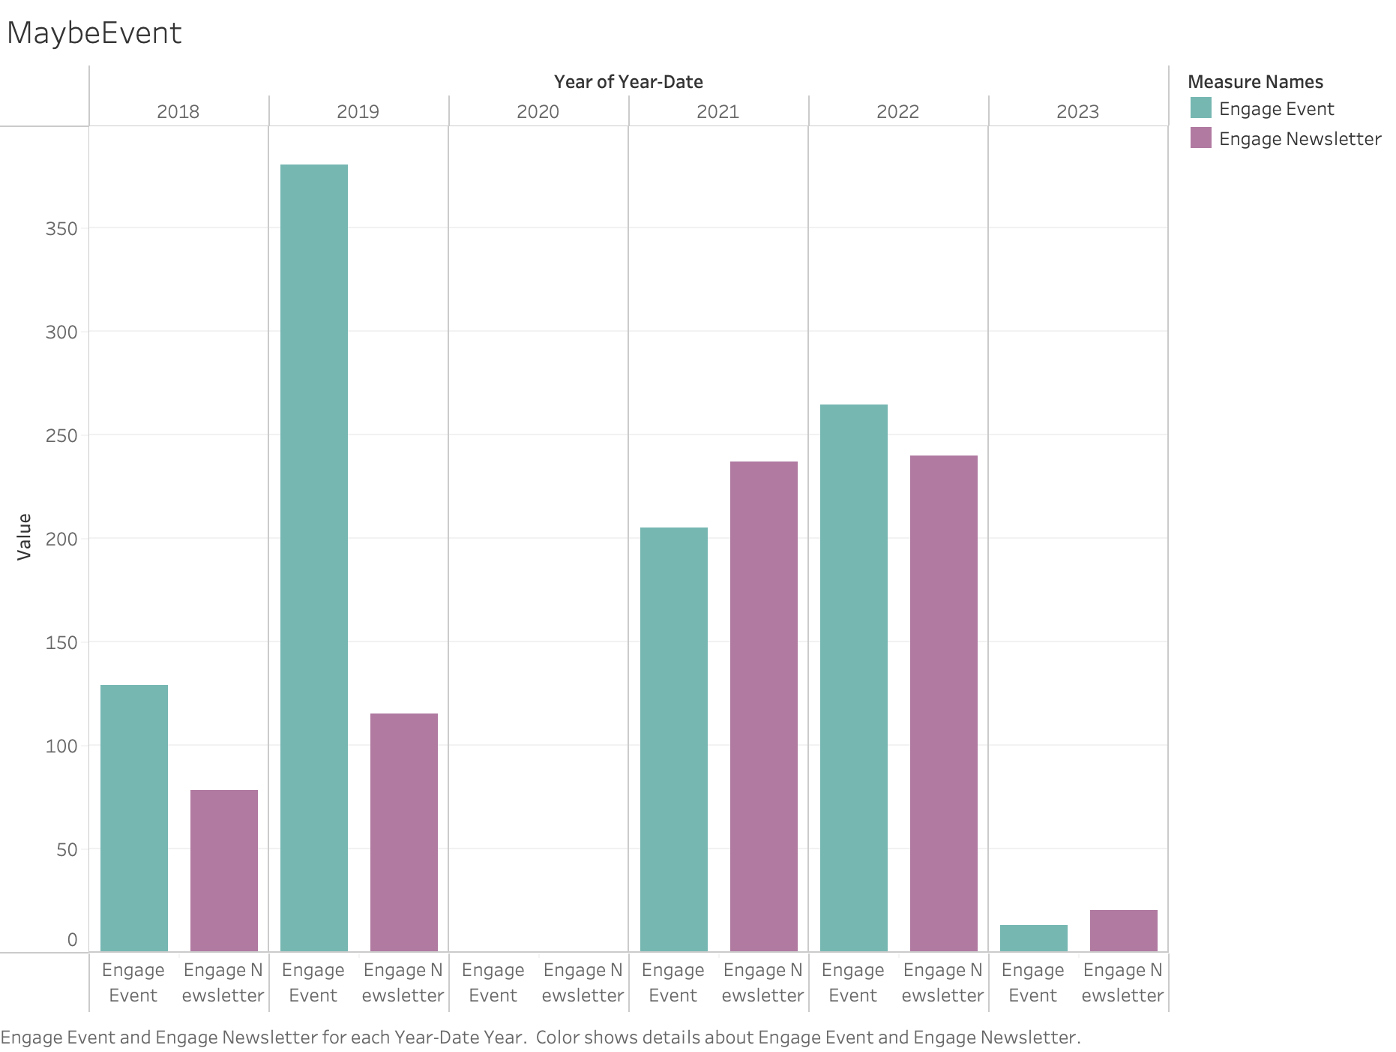 MaybeEvent
Year of Year-Date
2018 2019 2020 2021 2022 2023
Measure Names
Engage Event
Engage Newsletter
350
300
250
200
150
100
50
0
Value
Engage Engage N Engage Engage N Engage Engage N Engage Engage N Engage Engage N Engage Engage N
Event ewsletter Event ewsletter Event ewsletter Event ewsletter Event ewsletter Event ewsletter
Engage Event and Engage Newsletter for each Year-Date Year. Color shows details about Engage Event and Engage Newsletter.